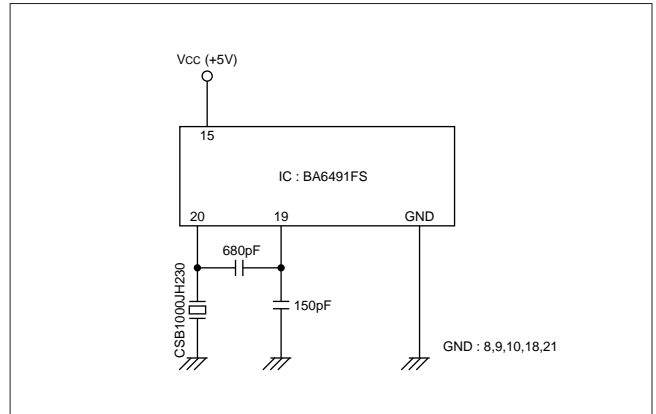 VCC (+5V)
15
IC : BA6491FS
20 19 GND
680pF
CSB1000JH230
150pF
GND : 8,9,10,18,21